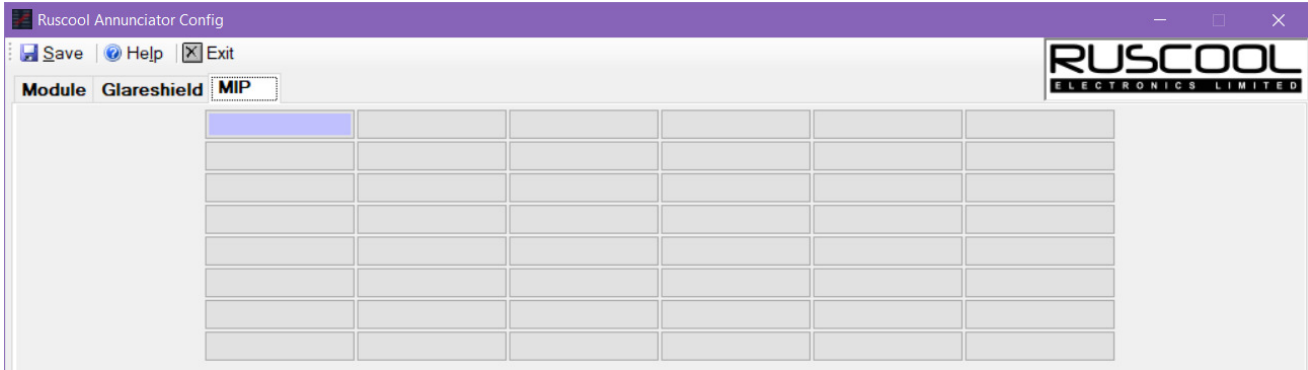 Ruscool Annunciator Config
Save Help Exit
RUSCOOL
ELECTRONICS LIMITED
Module Glareshield MIP